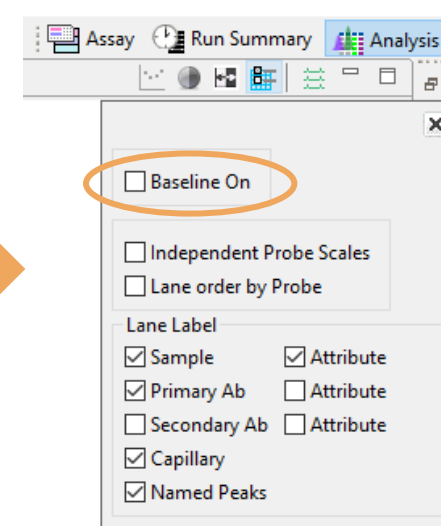 Assay Run Summary Analysis
Baseline On
Independent Probe Scales
Lane order by Probe
Lane Label
Sample Attribute
Primary Ab Attribute
Secondary Ab Attribute
Capillary
Named Peaks